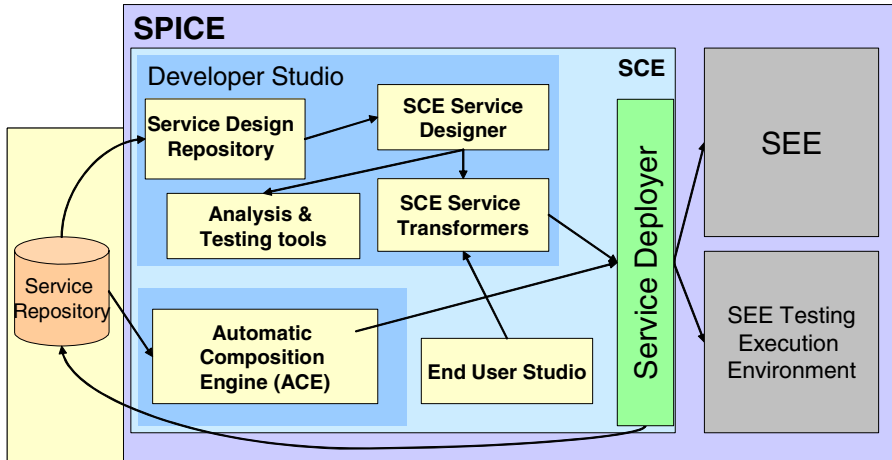 SPICE
SCE
Developer Studio
Service Design
Repository
SCE Service
Designer
Analysis &
Testing tools
SCE Service
Transformers
Service Deployer
SEE
SEE Testing
Execution
Environment
Service
Repository
Automatic
Composition
Engine (ACE)
End User Studio